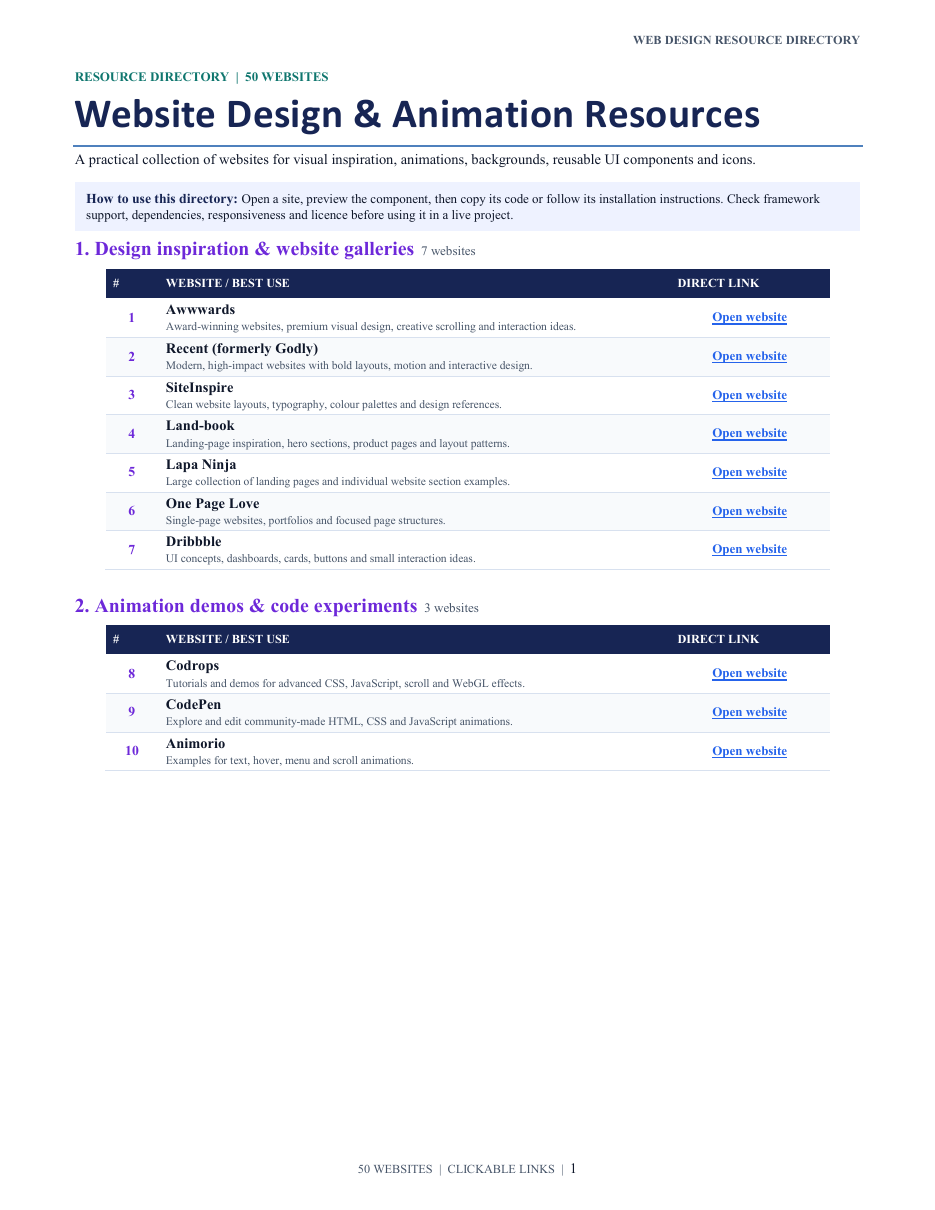 WEB DESIGN RESOURCE DIRECTORY
RESOURCE DIRECTORY | 50 WEBSITES
Website Design & Animation Resources
A practical collection of websites for visual inspiration, animations, backgrounds, reusable UI components and icons.
How to use this directory: Open a site, preview the component, then copy its code or follow its installation instructions. Check framework
support, dependencies, responsiveness and licence before using it in a live project.
1. Design inspiration & website galleries 7 websites
# WEBSITE / BEST USE DIRECT LINK
1 Awwwards Open website
Award-winning websites, premium visual design, creative scrolling and interaction ideas.
2 Recent (formerly Godly) Open website
Modern, high-impact websites with bold layouts, motion and interactive design.
3 SiteInspire Open website
Clean website layouts, typography, colour palettes and design references.
4 Land-book Open website
Landing-page inspiration, hero sections, product pages and layout patterns.
5 Lapa Ninja Open website
Large collection of landing pages and individual website section examples.
6 One Page Love Open website
Single-page websites, portfolios and focused page structures.
7 Dribbble Open website
UI concepts, dashboards, cards, buttons and small interaction ideas.
2. Animation demos & code experiments 3 websites
# WEBSITE / BEST USE DIRECT LINK
8 Codrops Open website
Tutorials and demos for advanced CSS, JavaScript, scroll and WebGL effects.
9 CodePen Open website
Explore and edit community-made HTML, CSS and JavaScript animations.
10 Animorio Open website
Examples for text, hover, menu and scroll animations.
50 WEBSITES | CLICKABLE LINKS | 1